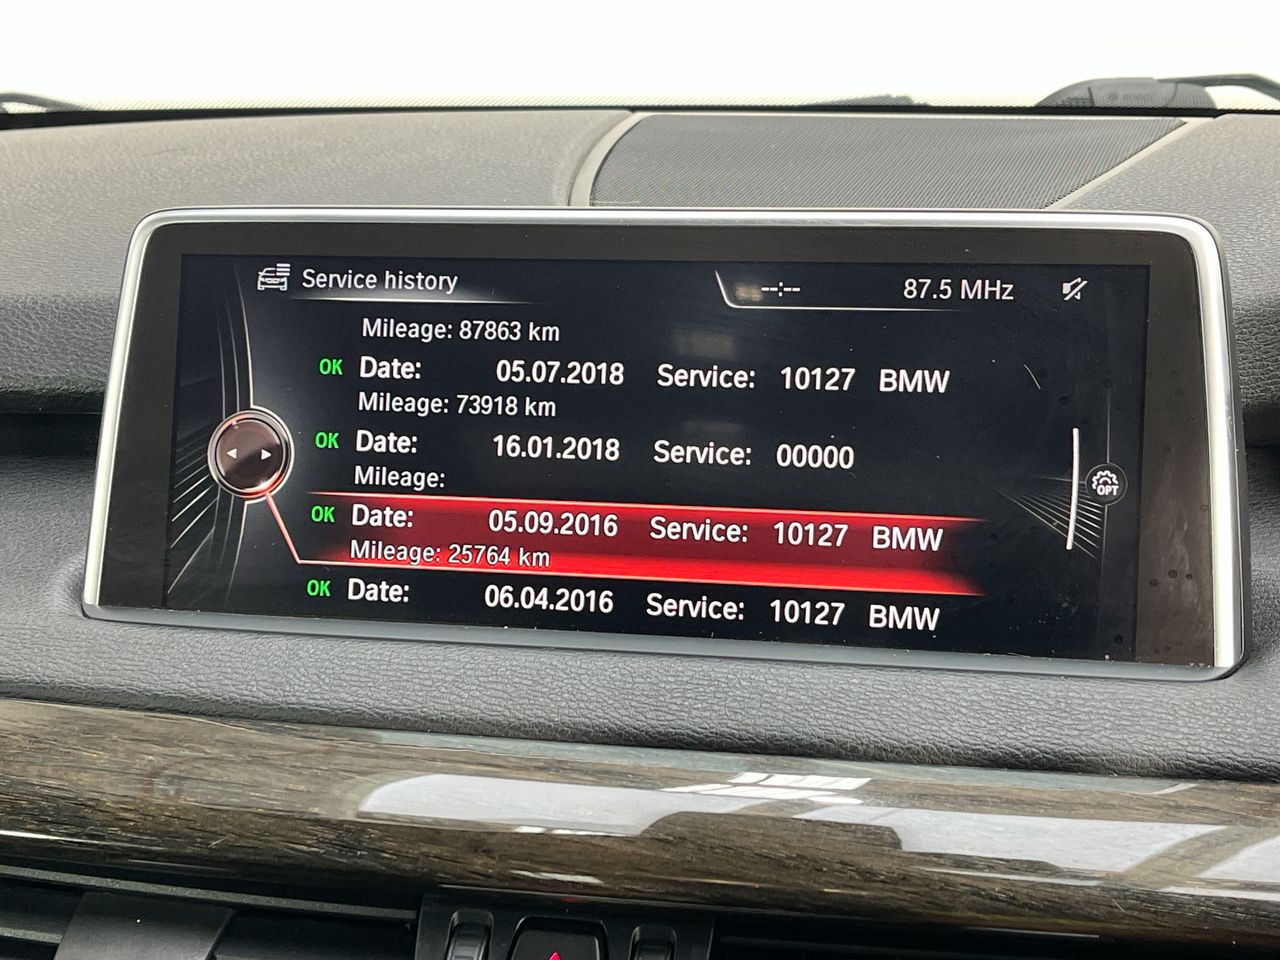 Service history
--:--
87.5 MHz
Mileage: 87863 km
OK Date: 05.07.2018 Service: 10127 BMW
Mileage: 73918 km
OK Date: 16.01.2018 Service: 00000
Mileage:
OK Date: 05.09.2016 Service: 10127 BMW
Mileage: 25764 km
OK Date: 06.04.2016 Service: 10127 BMW
OPT